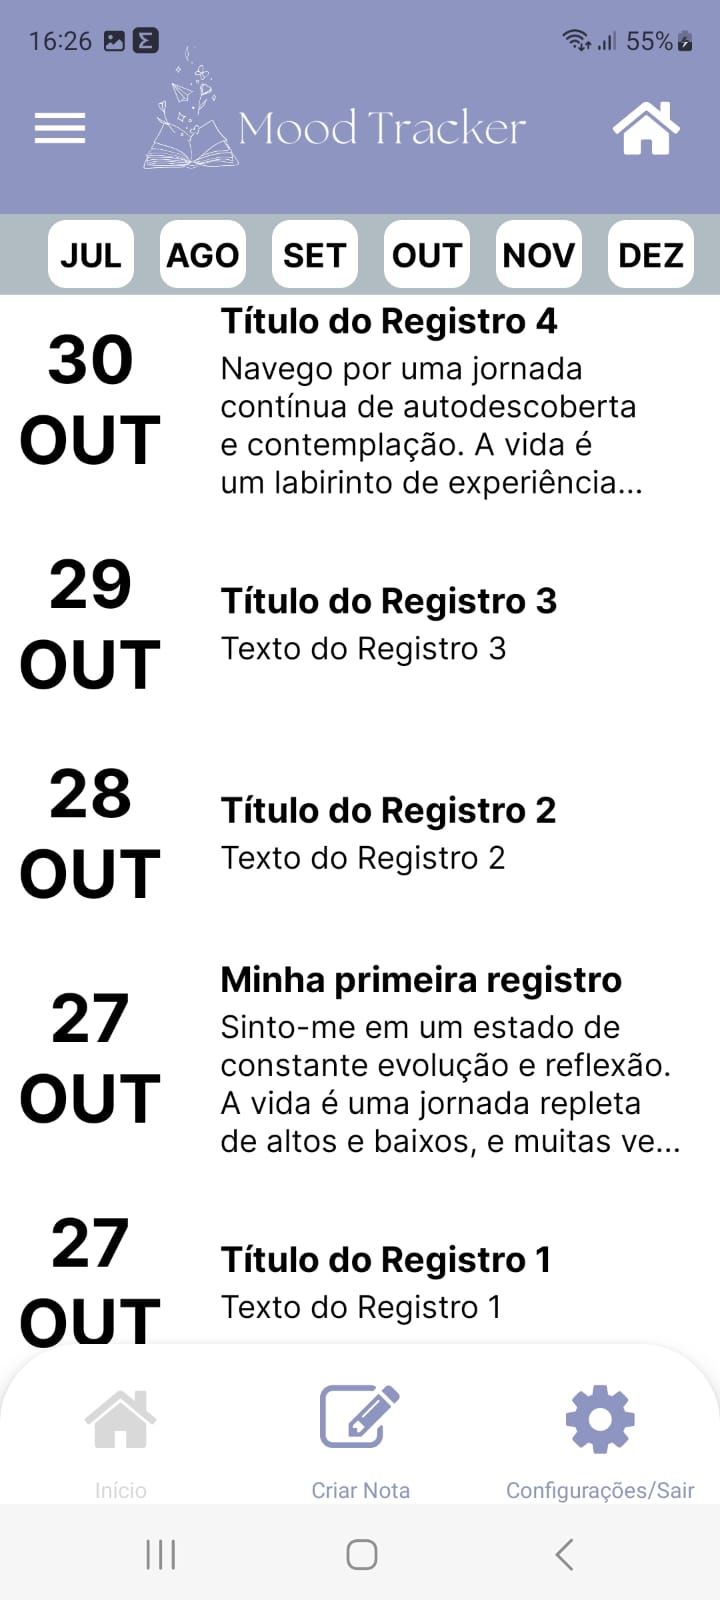 16:26
55%
Mood Tracker
JUL AGO SET OUT NOV DEZ
30 OUT
Título do Registro 4
Navego por uma jornada
contínua de autodescoberta
e contemplação. A vida é
um labirinto de experiência...
29 OUT
Título do Registro 3
Texto do Registro 3
28 OUT
Título do Registro 2
Texto do Registro 2
27 OUT
Minha primeira registro
Sinto-me em um estado de
constante evolução e reflexão.
A vida é uma jornada repleta
de altos e baixos, e muitas ve...
27 OUT
Título do Registro 1
Texto do Registro 1
Início
Criar Nota
Configurações/Sair